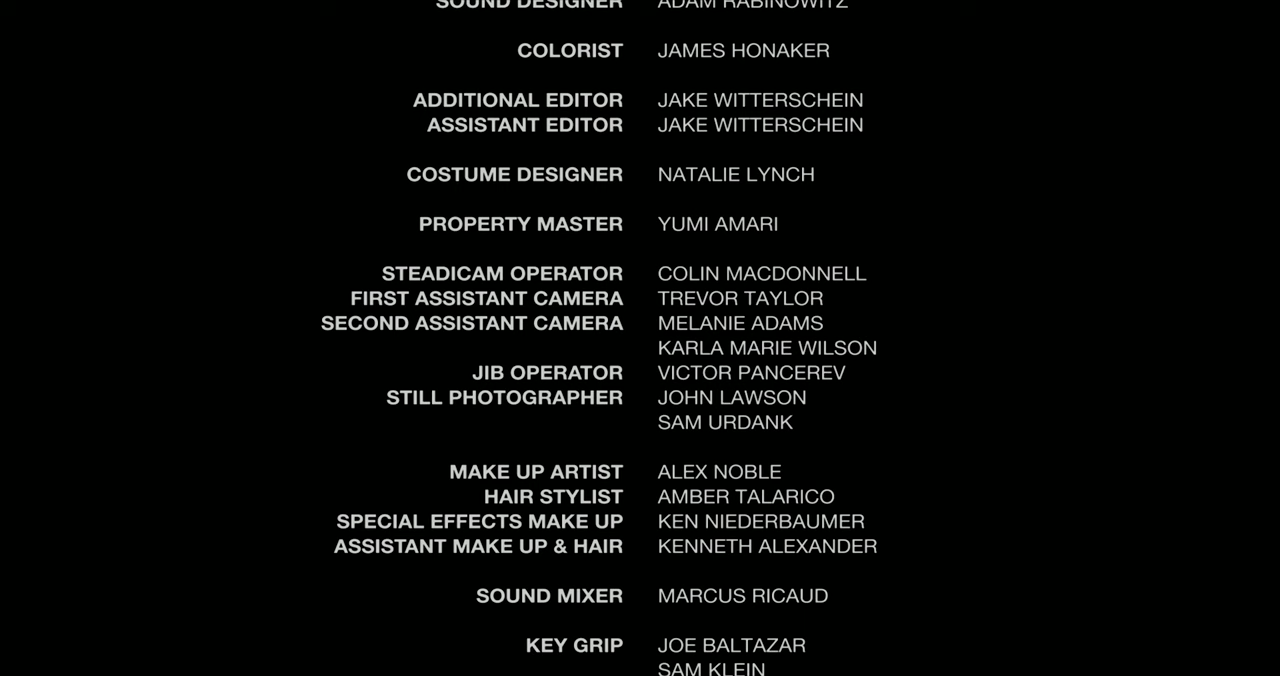 SOUND DESIGNER ADAM RABINOWITZ
COLORIST JAMES HONAKER
ADDITIONAL EDITOR JAKE WITTERSCHEIN
ASSISTANT EDITOR JAKE WITTERSCHEIN
COSTUME DESIGNER NATALIE LYNCH
PROPERTY MASTER YUMI AMARI
STEADICAM OPERATOR COLIN MACDONNELL
FIRST ASSISTANT CAMERA TREVOR TAYLOR
SECOND ASSISTANT CAMERA MELANIE ADAMS
KARLA MARIE WILSON
JIB OPERATOR VICTOR PANCEREV
STILL PHOTOGRAPHER JOHN LAWSON
SAM URDANK
MAKE UP ARTIST ALEX NOBLE
HAIR STYLIST AMBER TALARICO
SPECIAL EFFECTS MAKE UP KEN NIEDERBAUMER
ASSISTANT MAKE UP & HAIR KENNETH ALEXANDER
SOUND MIXER MARCUS RICAUD
KEY GRIP JOE BALTAZAR
SAM KLEIN